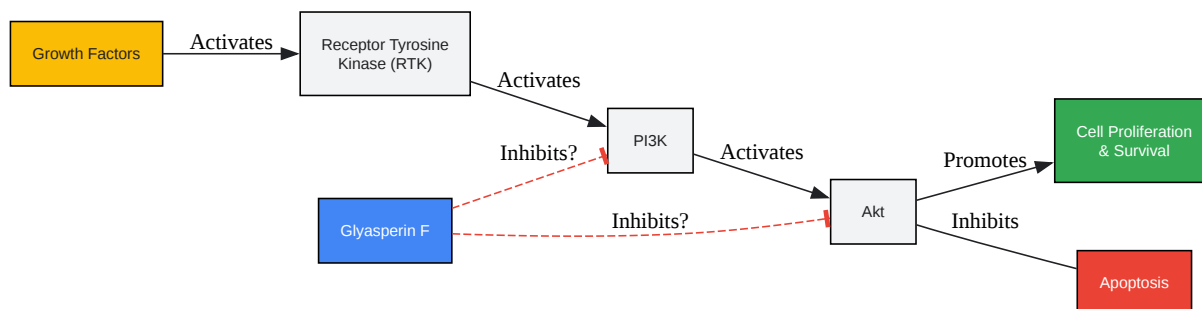 Growth Factors
Activates
Receptor Tyrosine
Kinase (RTK)
Activates
PI3K
Inhibits?
Activates
Glyasperin F
Inhibits?
Akt
Promotes
Cell Proliferation
& Survival
Inhibits
Apoptosis